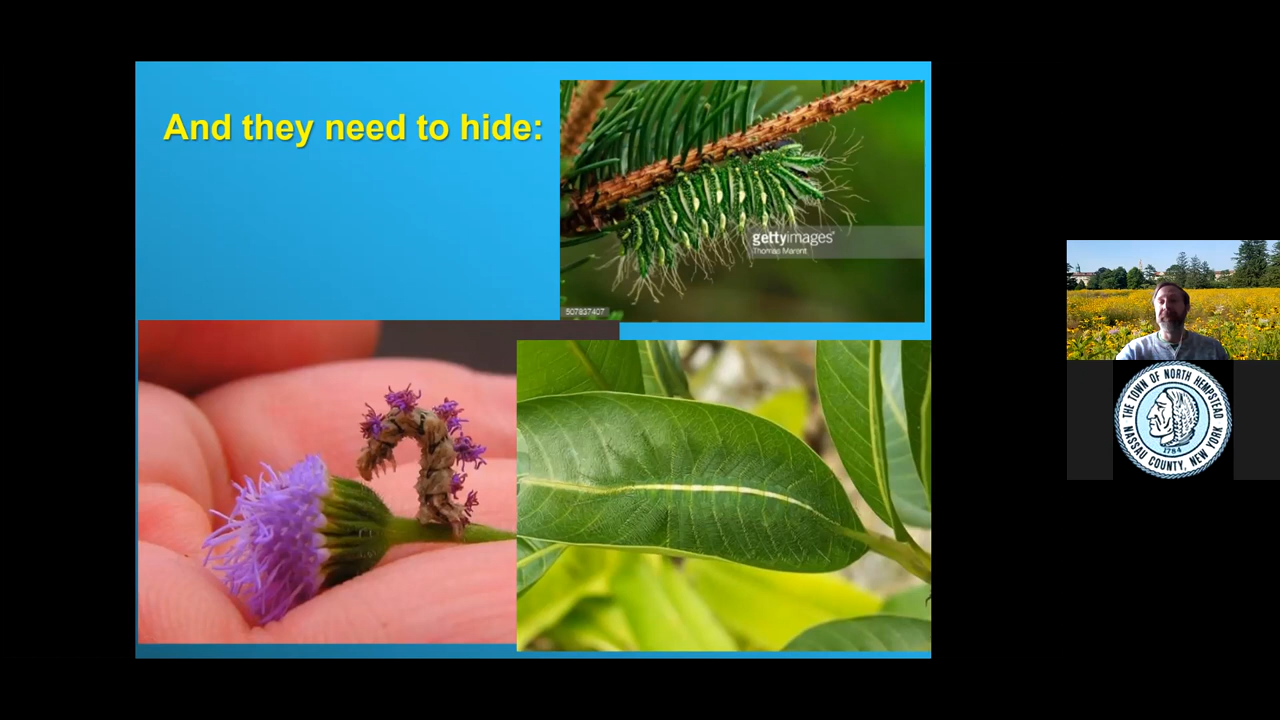 And they need to hide:
gettyimages®
Thomas Marent
507837407
THE TOWN OF NORTH HEMPSTEAD
1784
NASSAU COUNTY, NEW YORK